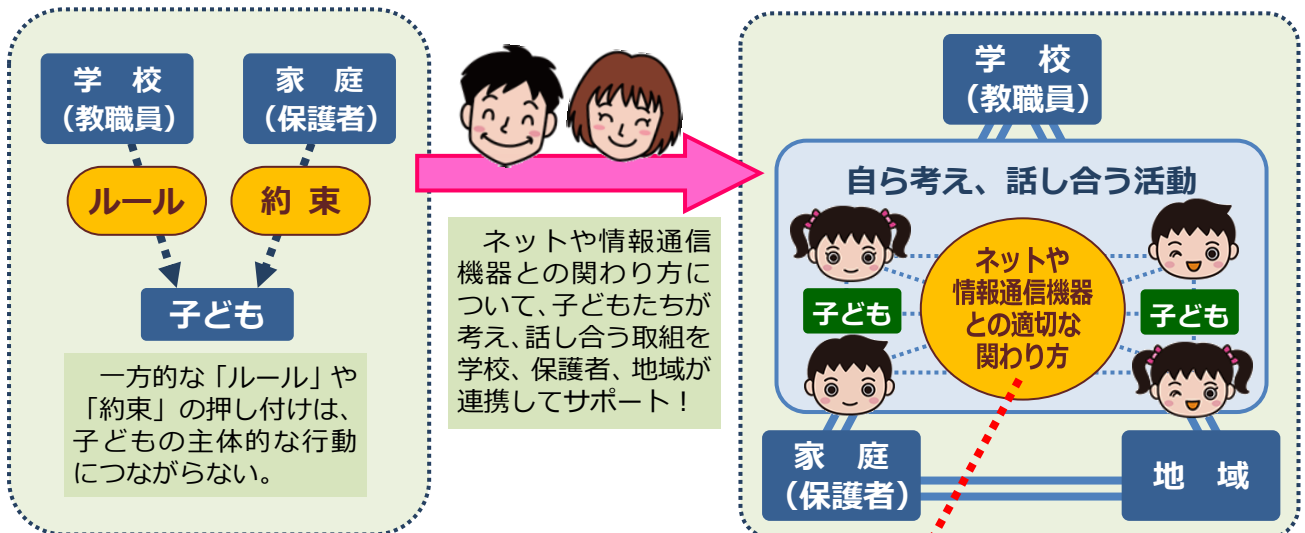 学 校
(教職員)
家 庭
(保護者)
ルール
約 束
子ども
一方的な「ルール」や
「約束」の押し付けは、
子どもの主体的な行動
につながらない。
ネットや情報通信
機器との関わり方に
ついて、子どもたちが
考え、話し合う取組を
学校、保護者、地域が
連携してサポート！
学 校
(教職員)
自ら考え、話し合う活動
ネットや
情報通信機器
との適切な
関わり方
子ども
子ども
家 庭
(保護者)
地 域